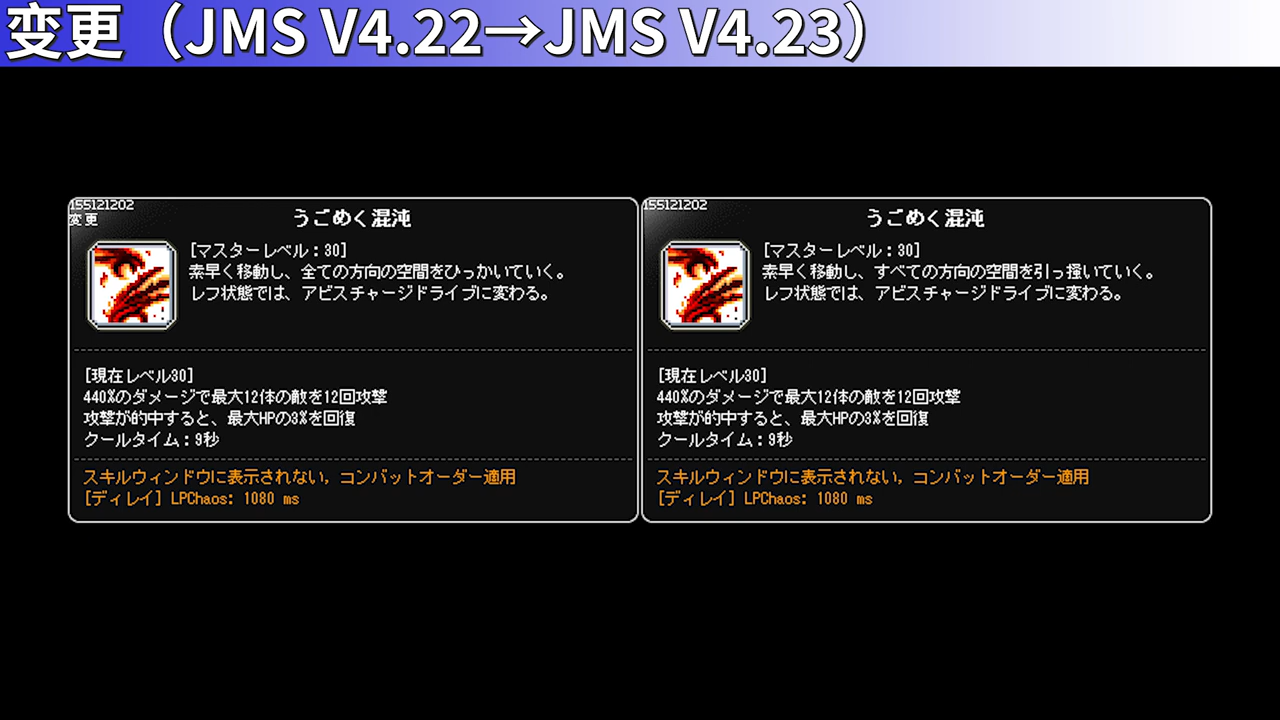 変更（JMS V4.22→JMS V4.23）
155121202
変更
うごめく混沌
[マスターレベル：30]
素早く移動し、全ての方向の空間をひっかいていく。
レフ状態では、アビスチャージドライブに変わる。
[現在レベル30]
440%のダメージで最大12体の敵を12回攻撃
攻撃が的中すると、最大HPの3%を回復
クールタイム：9秒
スキルウィンドウに表示されない, コンバットオーダー適用
[ディレイ] LPChaos: 1080 ms
155121202
うごめく混沌
[マスターレベル：30]
素早く移動し、すべての方向の空間を引っ掻いていく。
レフ状態では、アビスチャージドライブに変わる。
[現在レベル30]
440%のダメージで最大12体の敵を12回攻撃
攻撃が的中すると、最大HPの3%を回復
クールタイム：9秒
スキルウィンドウに表示されない, コンバットオーダー適用
[ディレイ] LPChaos: 1080 ms